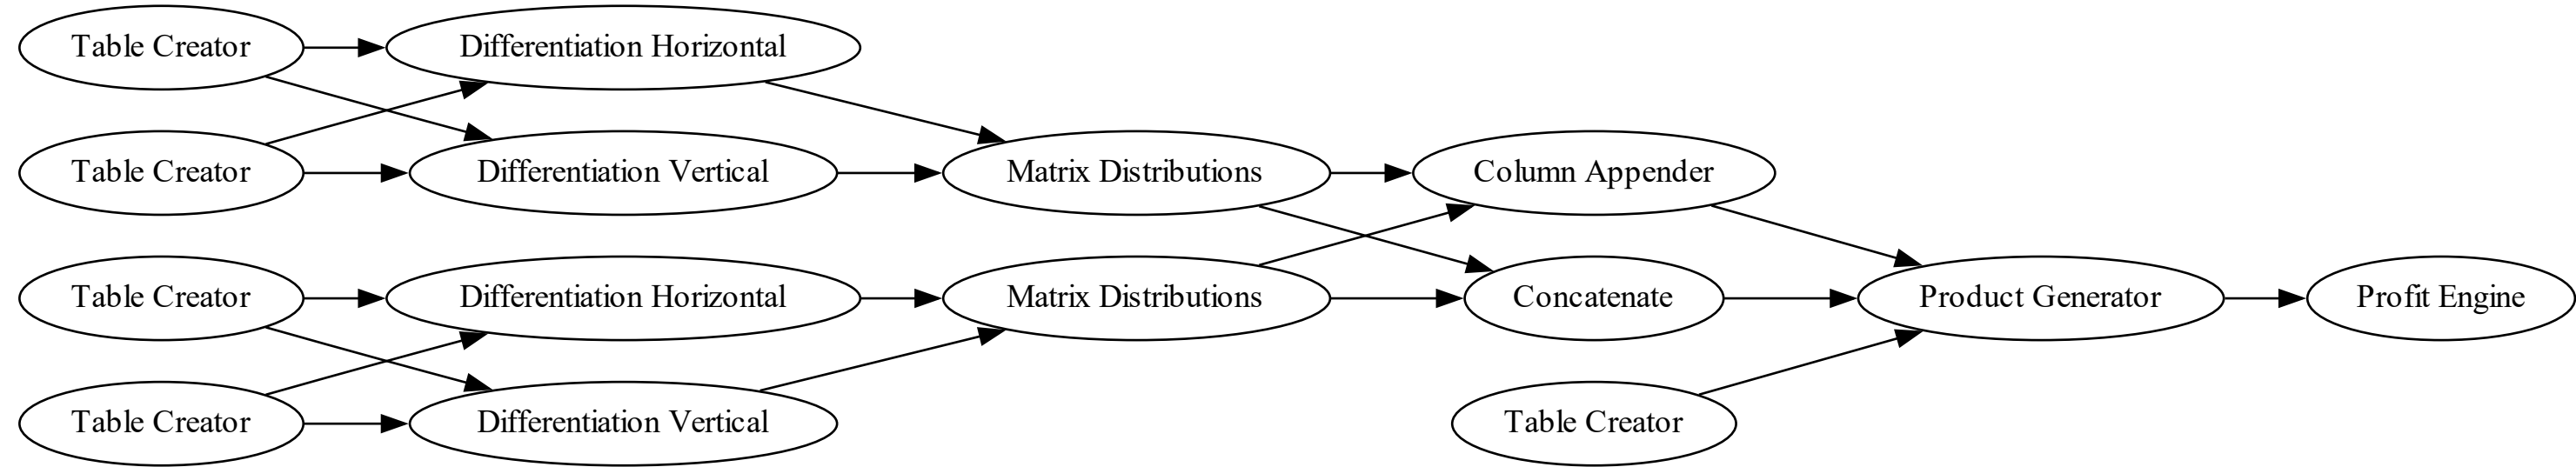 Table Creator
Differentiation Horizontal
Table Creator
Differentiation Vertical
Matrix Distributions
Column Appender
Table Creator
Differentiation Horizontal
Matrix Distributions
Concatenate
Product Generator
Profit Engine
Table Creator
Differentiation Vertical
Table Creator